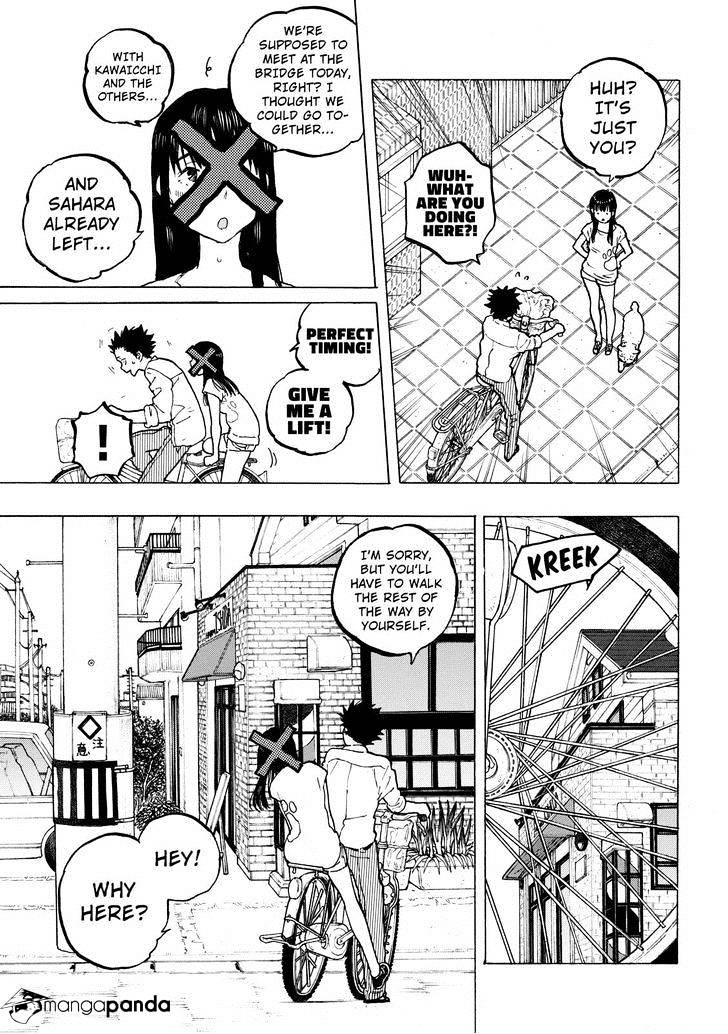 HUH?
IT'S
JUST
YOU?
WUH-
WHAT
ARE YOU
DOING
HERE?!
WE'RE
SUPPOSED TO
MEET AT THE
BRIDGE TODAY,
RIGHT? I
THOUGHT WE
COULD GO TO-
GETHER...
WITH
KAWAICCHI
AND THE
OTHERS...
AND
SAHARA
ALREADY
LEFT...
PERFECT
TIMING!
GIVE
ME A
LIFT!
!
KREEK
I'M SORRY,
BUT YOU'LL
HAVE TO WALK
THE REST
OF THE
WAY BY
YOURSELF.
注
意
HEY!
WHY
HERE?
mangapanda